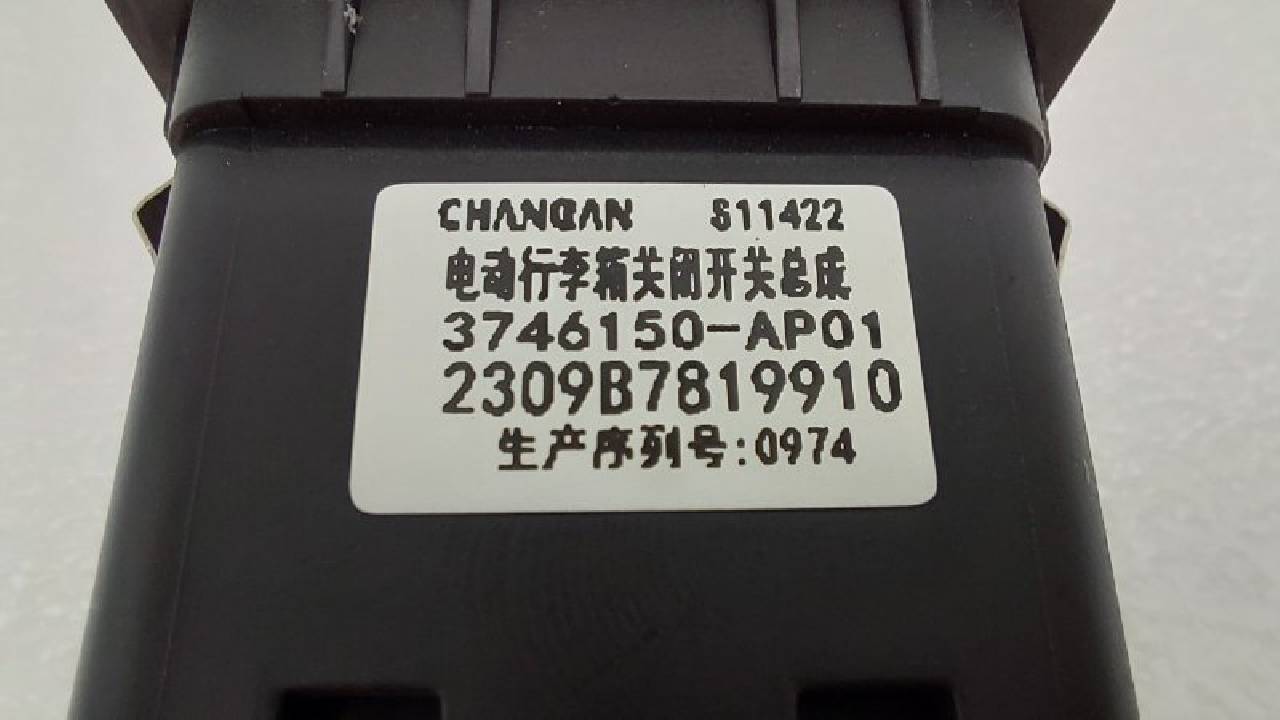 CHANGAN S11422
电动行李箱关闭开关总成
3746150-AP01
2309B7819910
生产序列号:0974